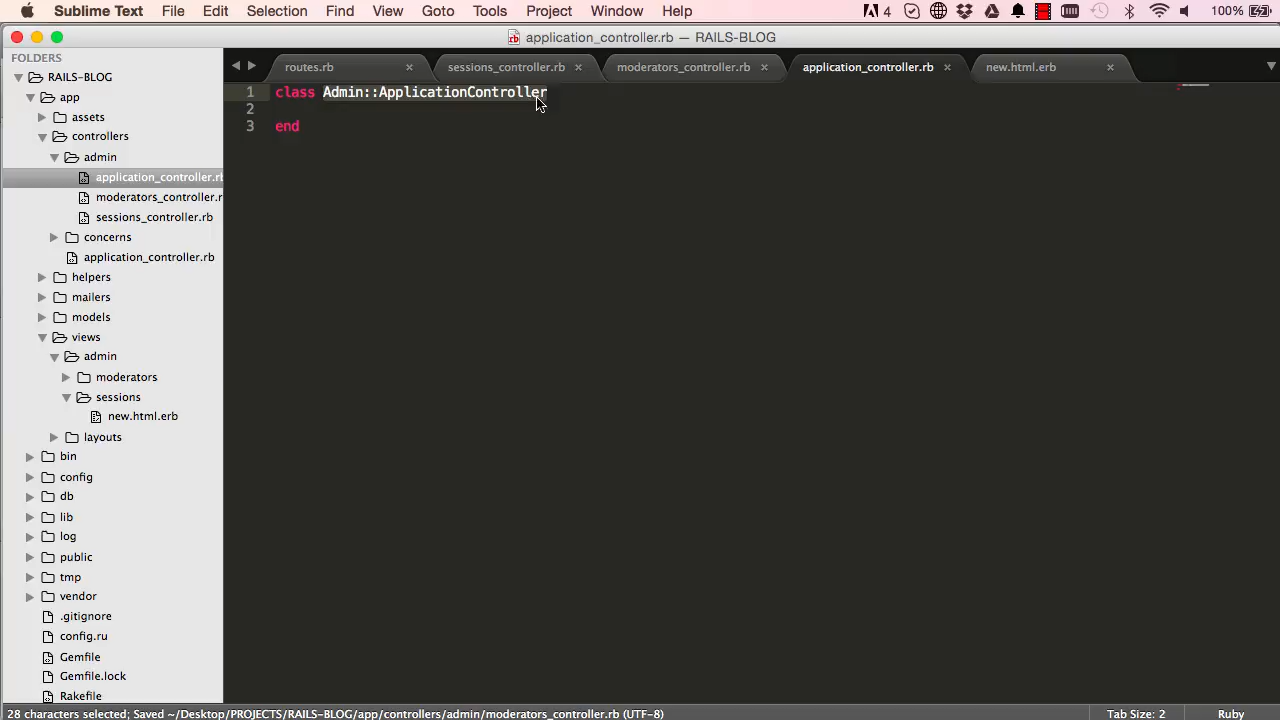 Sublime Text File Edit Selection Find View Goto Tools Project Window Help 4 100%
application_controller.rb — RAILS-BLOG
FOLDERS
routes.rb × sessions_controller.rb × moderators_controller.rb × application_controller.rb × new.html.erb ×
RAILS-BLOG
app
assets
controllers
admin
application_controller.rb
moderators_controller.r
sessions_controller.rb
concerns
application_controller.rb
helpers
mailers
models
views
admin
moderators
sessions
new.html.erb
layouts
bin
config
db
lib
log
public
tmp
vendor
.gitignore
config.ru
Gemfile
Gemfile.lock
Rakefile
1 class Admin::ApplicationController
2
3 end
28 characters selected; Saved ~/Desktop/PROJECTS/RAILS-BLOG/app/controllers/admin/moderators_controller.rb (UTF-8) Tab Size: 2 Ruby